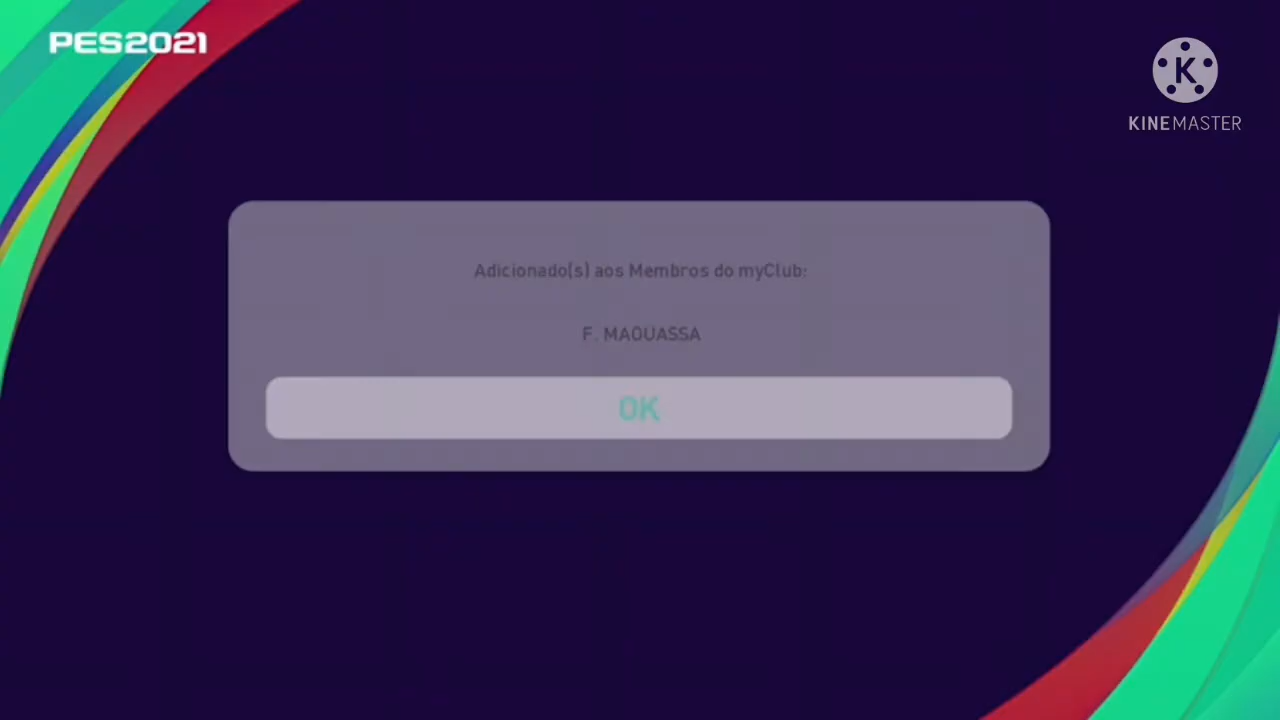 PES2021
K
KINEMASTER
Adicionado(s) aos Membros do myClub:
F. MAOUASSA
OK